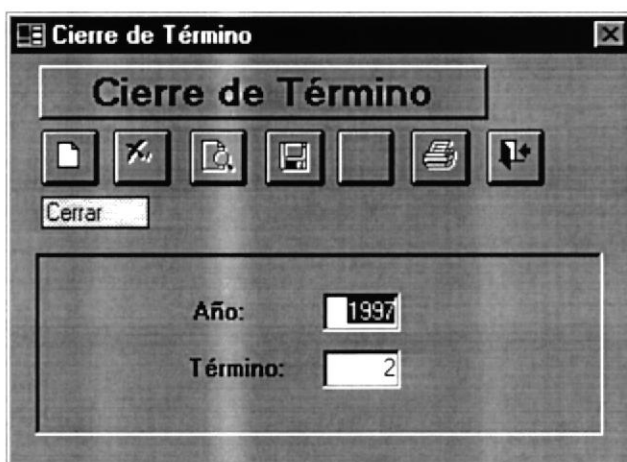 Cierre de Término
Cierre de Término
Cerrar
Año: 1997
Término: 2